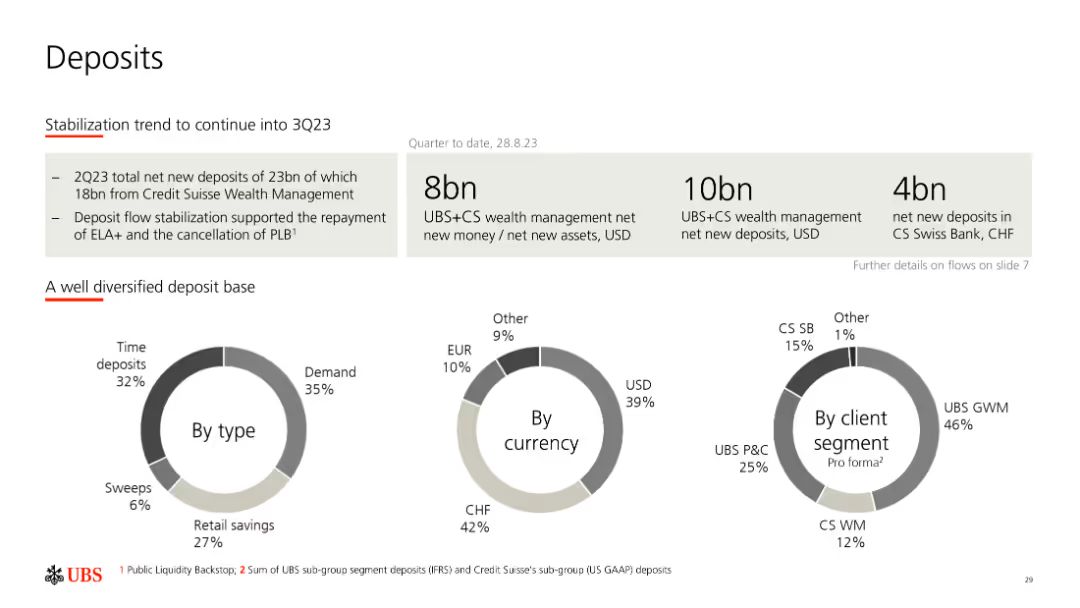 Deposits
Stabilization trend to continue into 3Q23
– 2Q23 total net new deposits of 23bn of which
18bn from Credit Suisse Wealth Management
– Deposit flow stabilization supported the repayment
of ELA+ and the cancellation of PLB1
Quarter to date, 28.8.23
8bn
UBS+CS wealth management net
new money / net new assets, USD
10bn
UBS+CS wealth management
net new deposits, USD
4bn
net new deposits in
CS Swiss Bank, CHF
Further details on flows on slide 7
A well diversified deposit base
By type
Time
deposits
32%
Demand
35%
Sweeps
6%
Retail savings
27%
By
currency
Other
9%
EUR
10%
USD
39%
CHF
42%
By client
segment
Pro forma2
Other
1%
CS SB
15%
UBS GWM
46%
UBS P&C
25%
CS WM
12%
UBS
1 Public Liquidity Backstop; 2 Sum of UBS sub-group segment deposits (IFRS) and Credit Suisse's sub-group (US GAAP) deposits
29